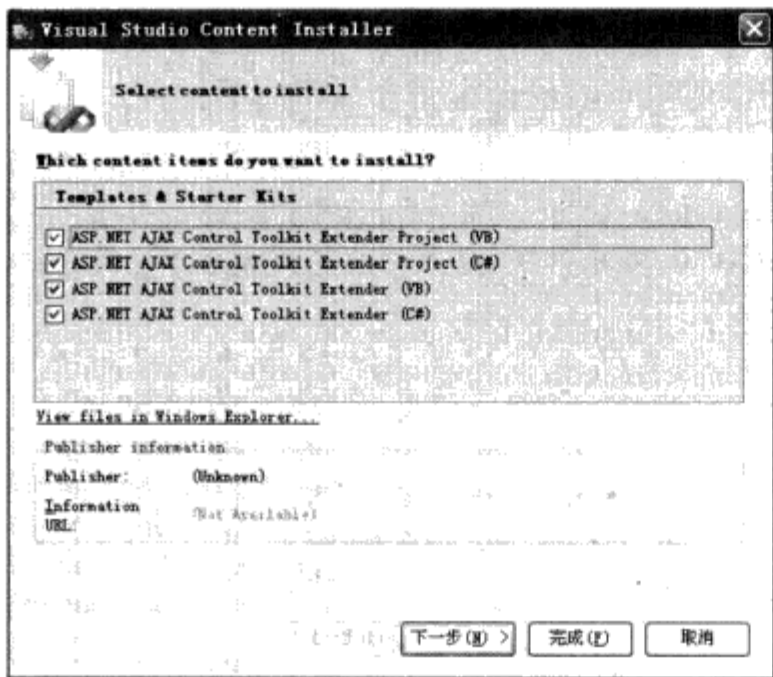 Visual Studio Content Installer
Select content to install
Which content items do you want to install?
Templates & Starter Kits
ASP.NET AJAX Control Toolkit Extender Project (VB)
ASP.NET AJAX Control Toolkit Extender Project (C#)
ASP.NET AJAX Control Toolkit Extender (VB)
ASP.NET AJAX Control Toolkit Extender (C#)
View files in Windows Explorer...
Publisher information
Publisher: (Unknown)
Information URL: (Not Available)
下一步(N) > 完成(F) 取消